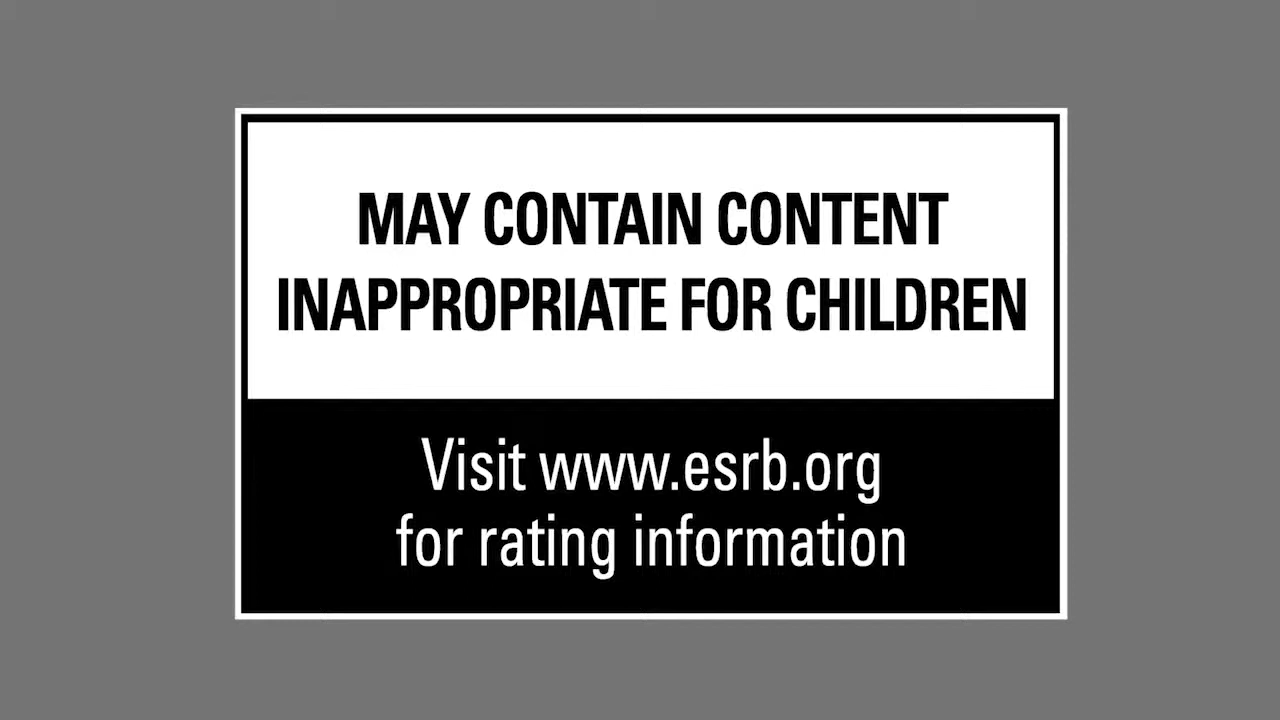 MAY CONTAIN CONTENT
INAPPROPRIATE FOR CHILDREN
Visit www.esrb.org
for rating information